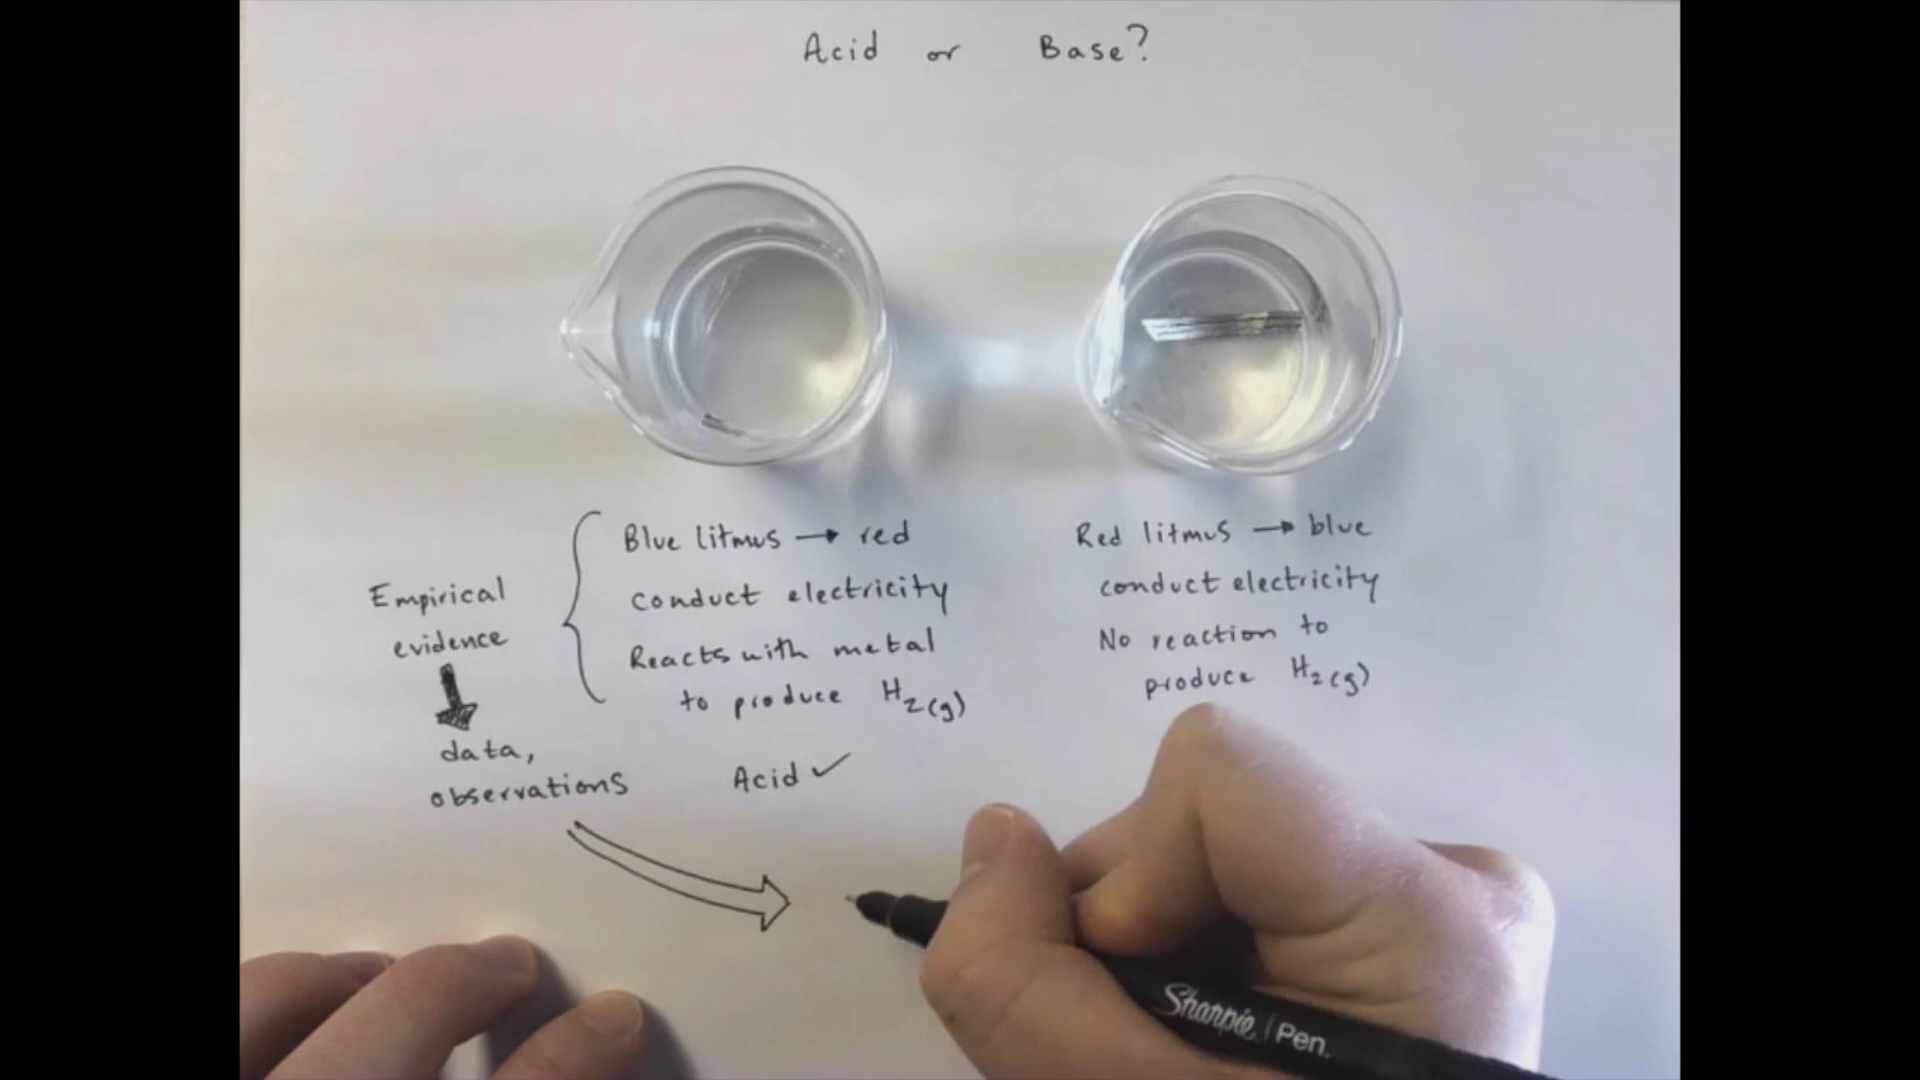 Acid or Base?
Blue litmus → red
conduct electricity
Reacts with metal
to produce H2(g)
Acid ✓
Red litmus → blue
conduct electricity
No reaction to
produce H2(g)
Empirical
evidence
data,
observations
Sharpie | Pen.